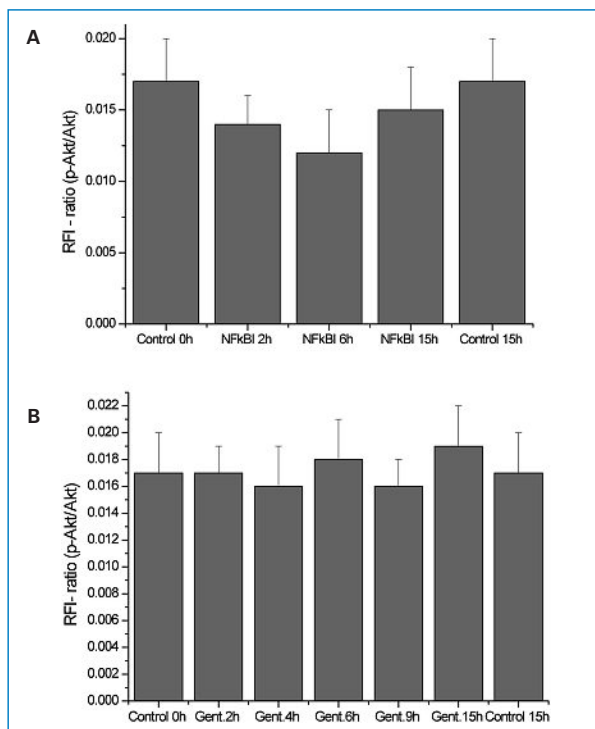 A
RFI - ratio (p-Akt/Akt)
0.020
0.015
0.010
0.005
0.000
Control 0h NFkBI 2h NFkBI 6h NFkBI 15h Control 15h
B
RFI- ratio (p-Akt/Akt)
0.022
0.020
0.018
0.016
0.014
0.012
0.010
0.008
0.006
0.004
0.002
0.000
Control 0h Gent.2h Gent.4h Gent.6h Gent.9h Gent.15h Control 15h